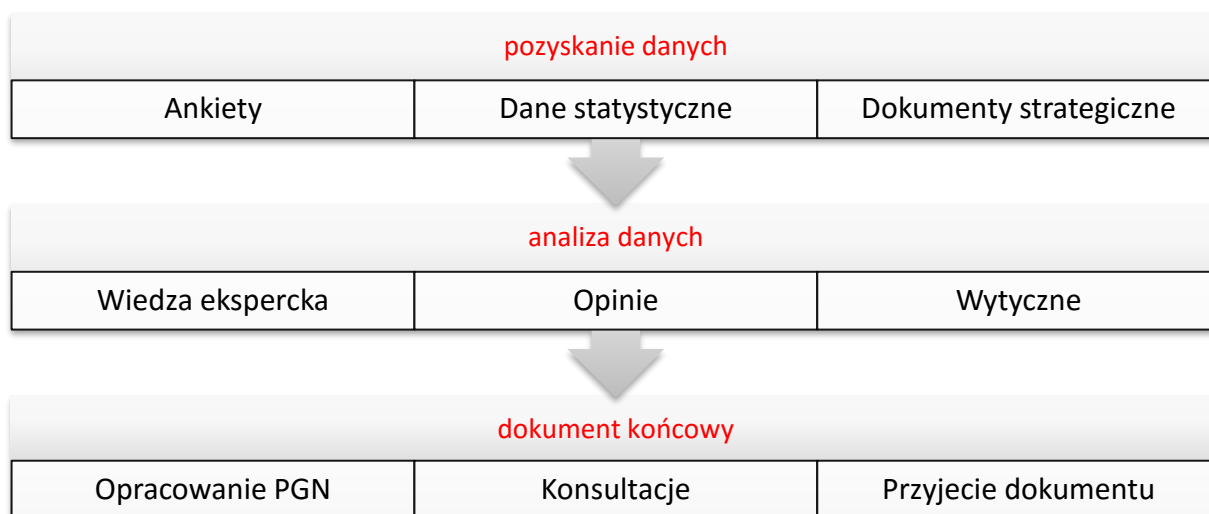 pozyskanie danych
Ankiety
Dane statystyczne
Dokumenty strategiczne
analiza danych
Wiedza ekspercka
Opinie
Wytyczne
dokument końcowy
Opracowanie PGN
Konsultacje
Przyjecie dokumentu